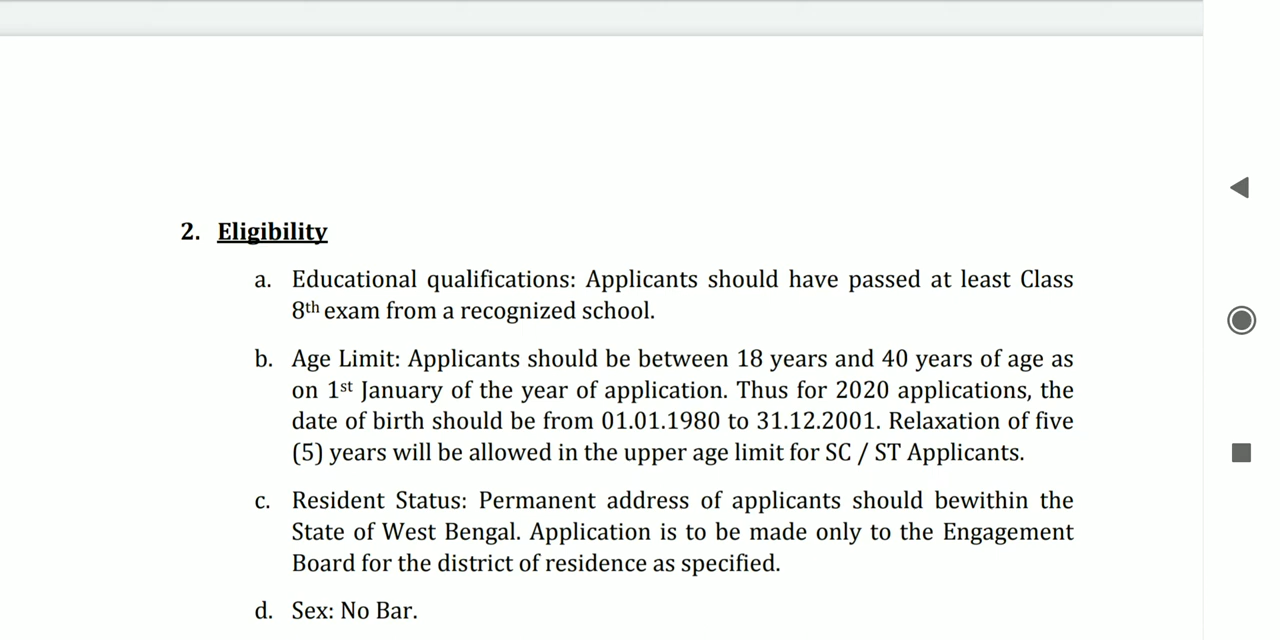 2. Eligibility
a. Educational qualifications: Applicants should have passed at least Class
8th exam from a recognized school.
b. Age Limit: Applicants should be between 18 years and 40 years of age as
on 1st January of the year of application. Thus for 2020 applications, the
date of birth should be from 01.01.1980 to 31.12.2001. Relaxation of five
(5) years will be allowed in the upper age limit for SC / ST Applicants.
c. Resident Status: Permanent address of applicants should bewithin the
State of West Bengal. Application is to be made only to the Engagement
Board for the district of residence as specified.
d. Sex: No Bar.